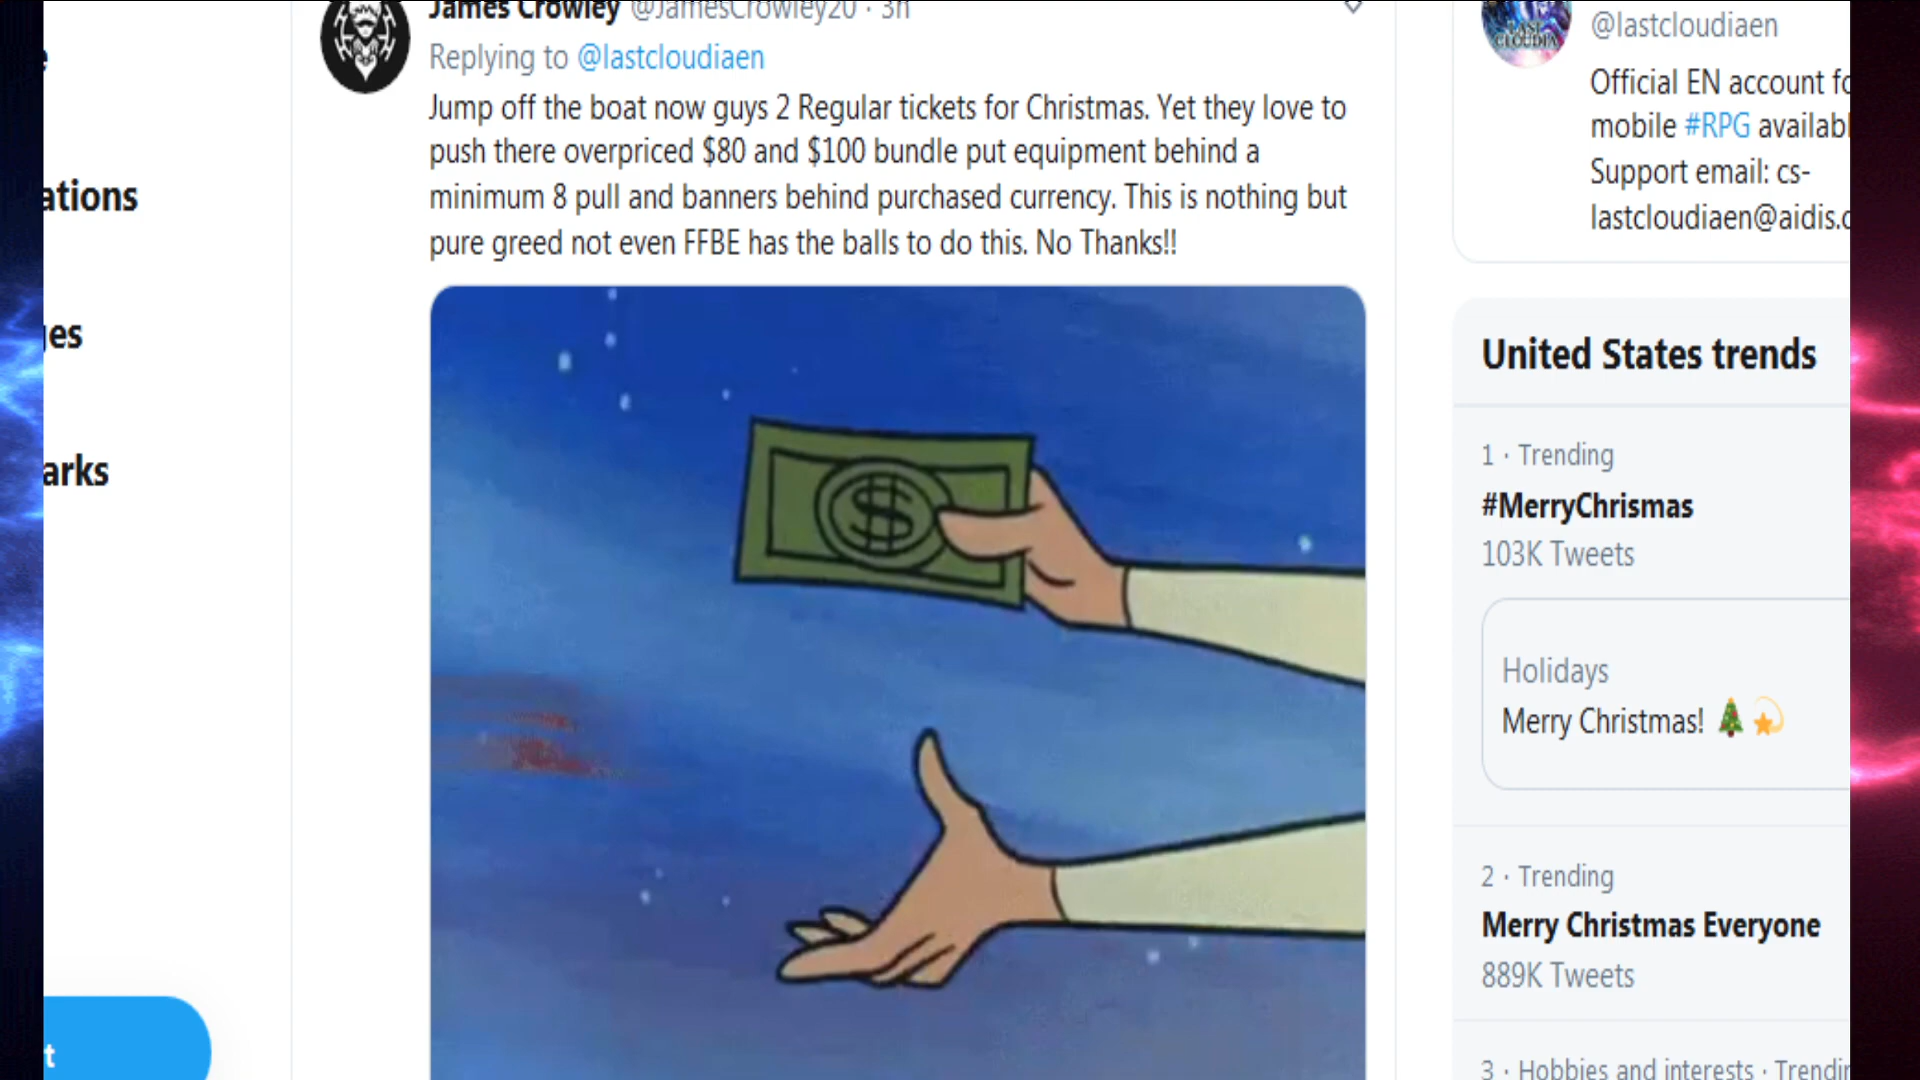 James Crowley @JamesCrowley20 · 3h
Replying to @lastcloudiaen
Jump off the boat now guys 2 Regular tickets for Christmas. Yet they love to
push there overpriced $80 and $100 bundle put equipment behind a
minimum 8 pull and banners behind purchased currency. This is nothing but
pure greed not even FFBE has the balls to do this. No Thanks!!
$
ations
es
arks
t
LAST CLOUDIA
@lastcloudiaen
Official EN account fo
mobile #RPG availabl
Support email: cs-
lastcloudiaen@aidis.c
United States trends
1 · Trending
#MerryChrismas
103K Tweets
Holidays
Merry Christmas! 🎄💫
2 · Trending
Merry Christmas Everyone
889K Tweets
3 · Hobbies and interests · Trendin